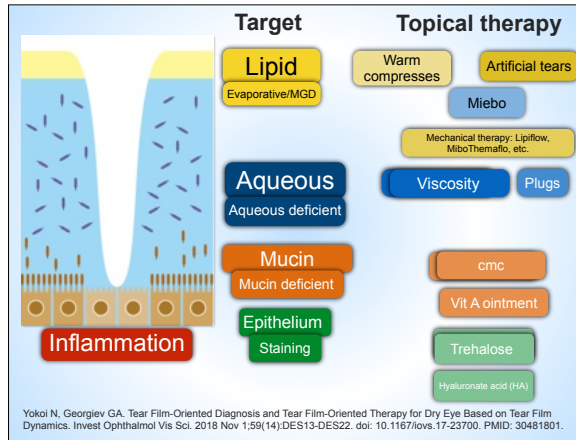 Target
Topical therapy
Lipid
Evaporative/MGD
Warm
compresses
Artificial tears
Miebo
Mechanical therapy: Lipiflow,
MiboThemaflo, etc.
Aqueous
Aqueous deficient
Viscosity
Plugs
Mucin
Mucin deficient
cmc
Vit A ointment
Epithelium
Staining
Inflammation
Trehalose
Hyaluronate acid (HA)
Yokoi N, Georgiev GA. Tear Film-Oriented Diagnosis and Tear Film-Oriented Therapy for Dry Eye Based on Tear Film
Dynamics. Invest Ophthalmol Vis Sci. 2018 Nov 1;59(14):DES13-DES22. doi: 10.1167/iovs.17-23700. PMID: 30481801.